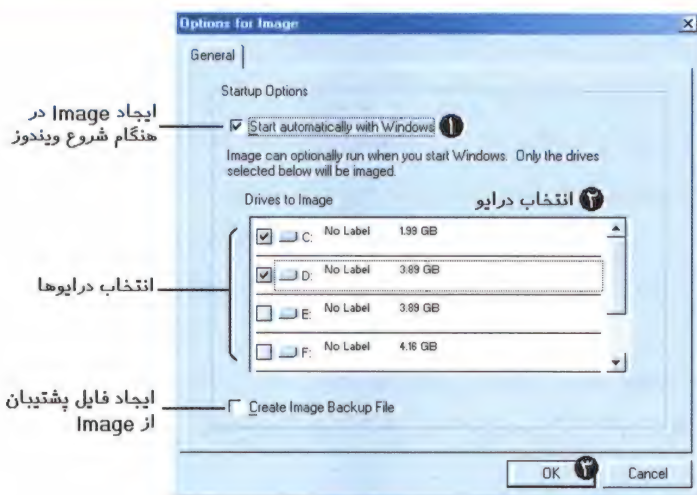 Options for Image
General
Startup Options
ایجاد Image در
هنگام شروع ویندوز
Start automatically with Windows ۱
Image can optionally run when you start Windows. Only the drives
selected below will be imaged.
Drives to Image
۲ انتخاب درایو
C: No Label 1.99 GB
D: No Label 3.89 GB
انتخاب درایوها
E: No Label 3.89 GB
F: No Label 4.16 GB
ایجاد فایل پشتیبان
از Image
Create Image Backup File
OK ۳
Cancel